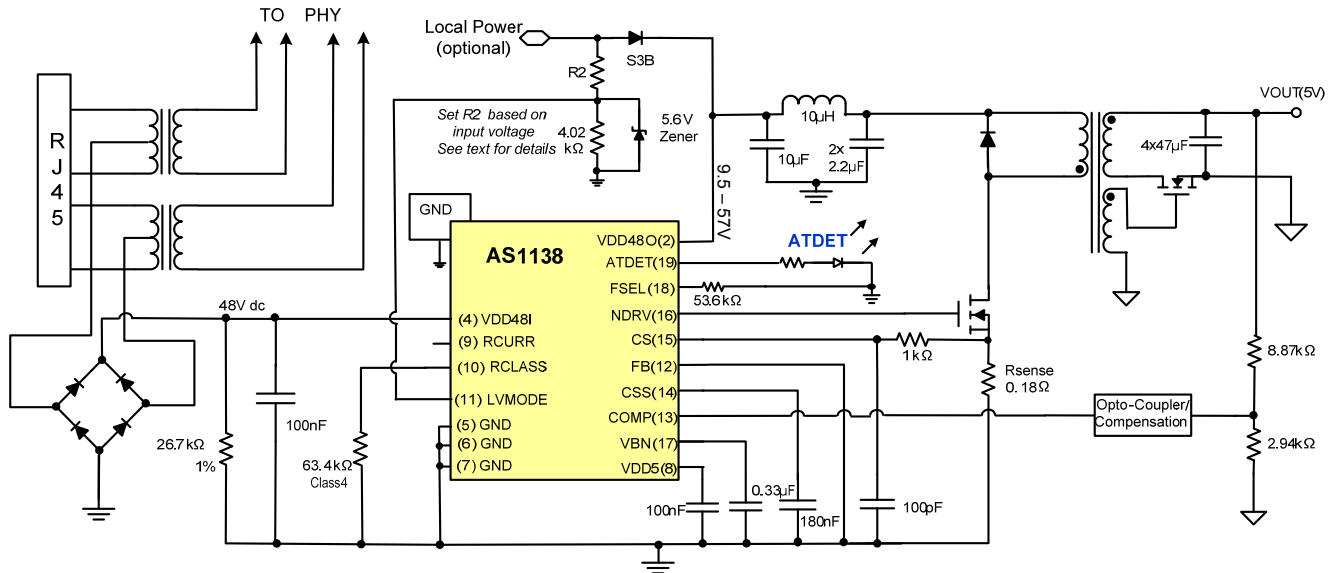 TO PHY
Local Power
(optional)
S3B
R2
Set R2 based on
input voltage
See text for details
4.02
kΩ
5.6V
Zener
10µH
10µF
2x
2.2µF
9.5 – 57V
4x47µF
VOUT(5V)
R
J
4
5
GND
AS1138
VDD48O(2)
ATDET(19)
FSEL(18)
NDRV(16)
CS(15)
FB(12)
CSS(14)
COMP(13)
VBN(17)
VDD5(8)
(4) VDD48I
(9) RCURR
(10) RCLASS
(11) LVMODE
(5) GND
(6) GND
(7) GND
ATDET
53.6kΩ
48V dc
1kΩ
Rsense
0.18Ω
8.87kΩ
Opto-Coupler/
Compensation
2.94kΩ
26.7kΩ
1%
100nF
63.4kΩ
Class4
100nF
0.33µF
180nF
100pF